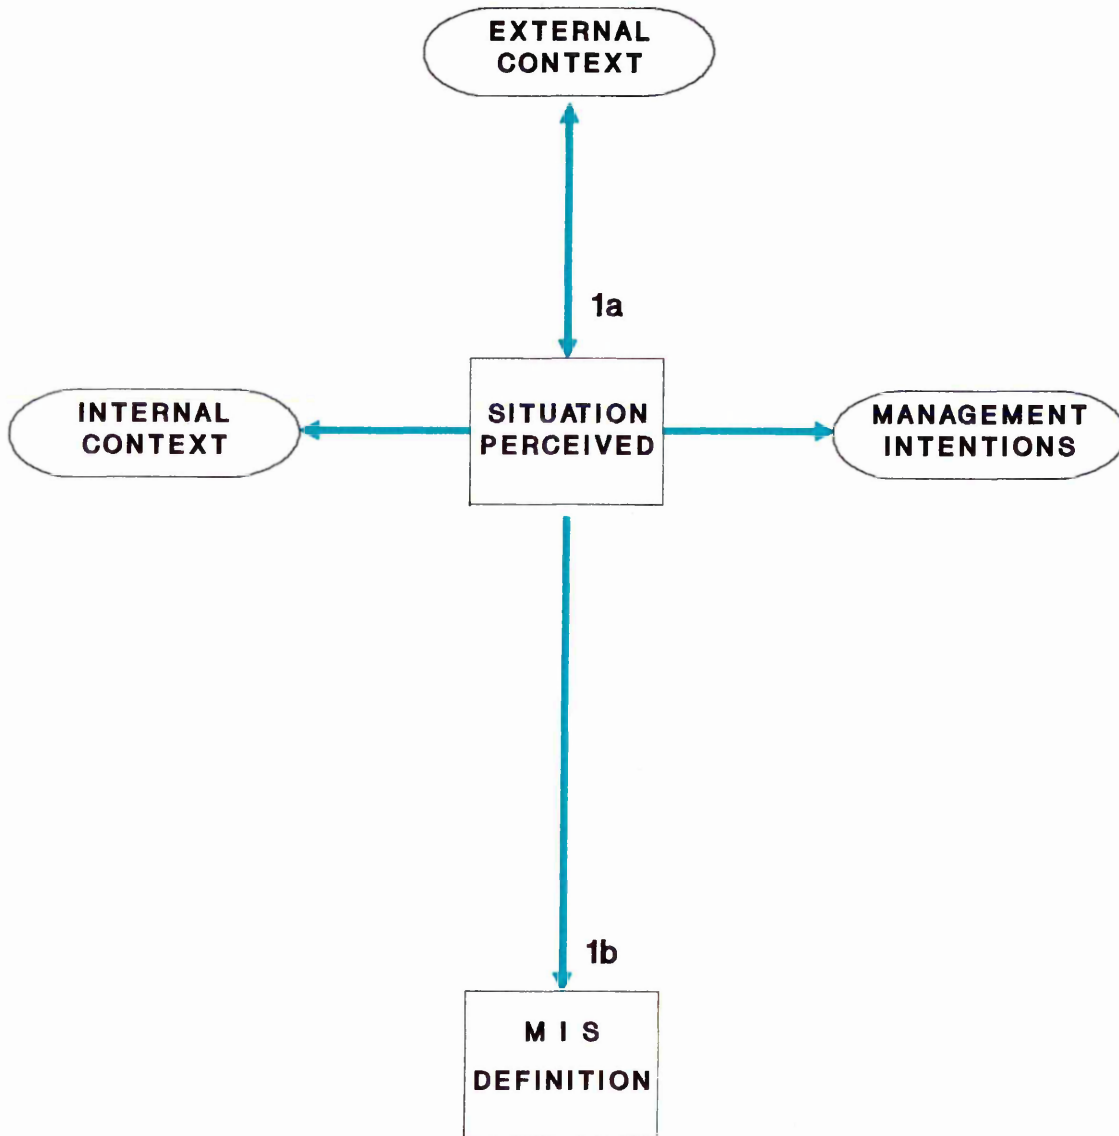 EXTERNAL
CONTEXT
1a
INTERNAL
CONTEXT
SITUATION
PERCEIVED
MANAGEMENT
INTENTIONS
1b
M I S
DEFINITION